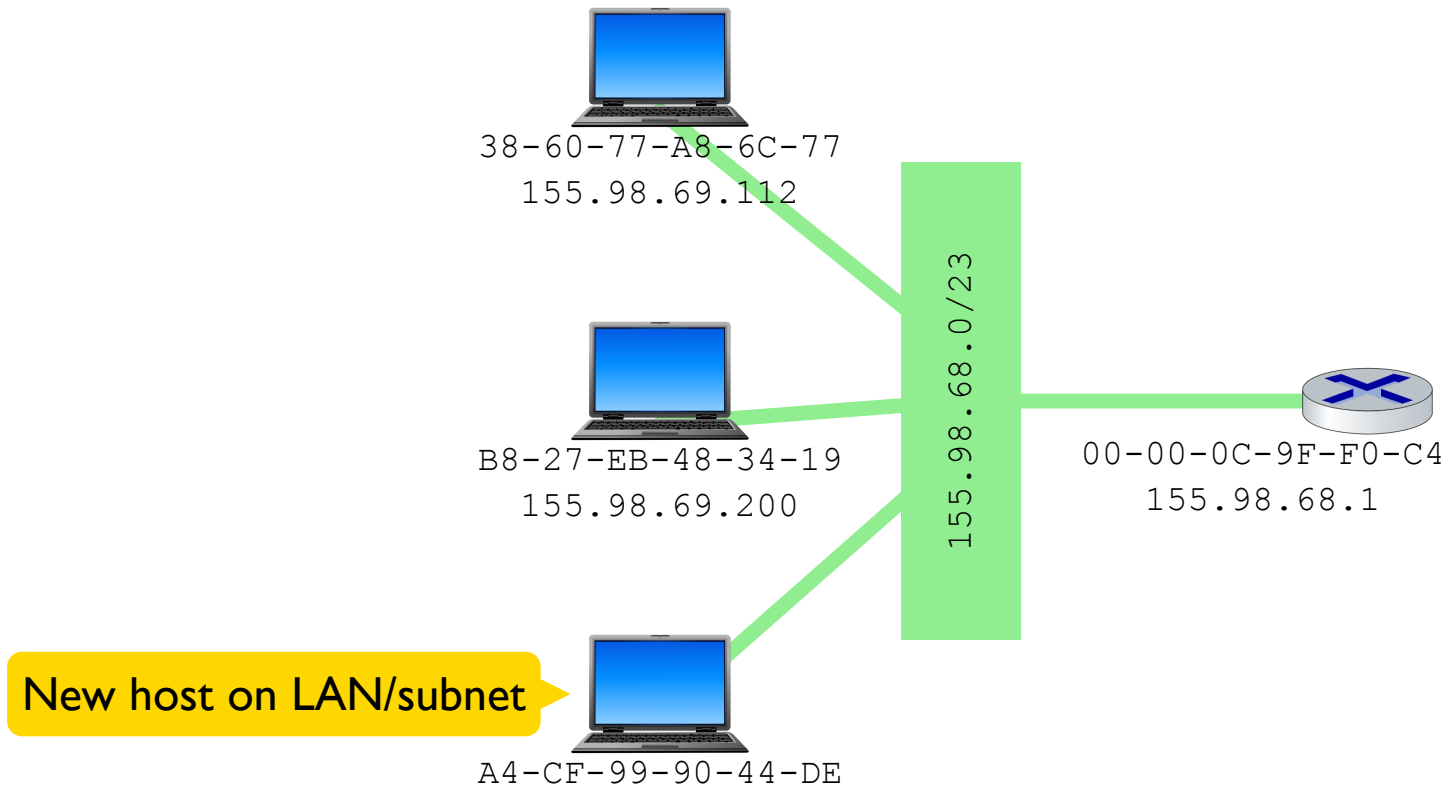 38-60-77-A8-6C-77
155.98.69.112
155.98.68.0/23
B8-27-EB-48-34-19
155.98.69.200
00-00-0C-9F-F0-C4
155.98.68.1
New host on LAN/subnet
A4-CF-99-90-44-DE